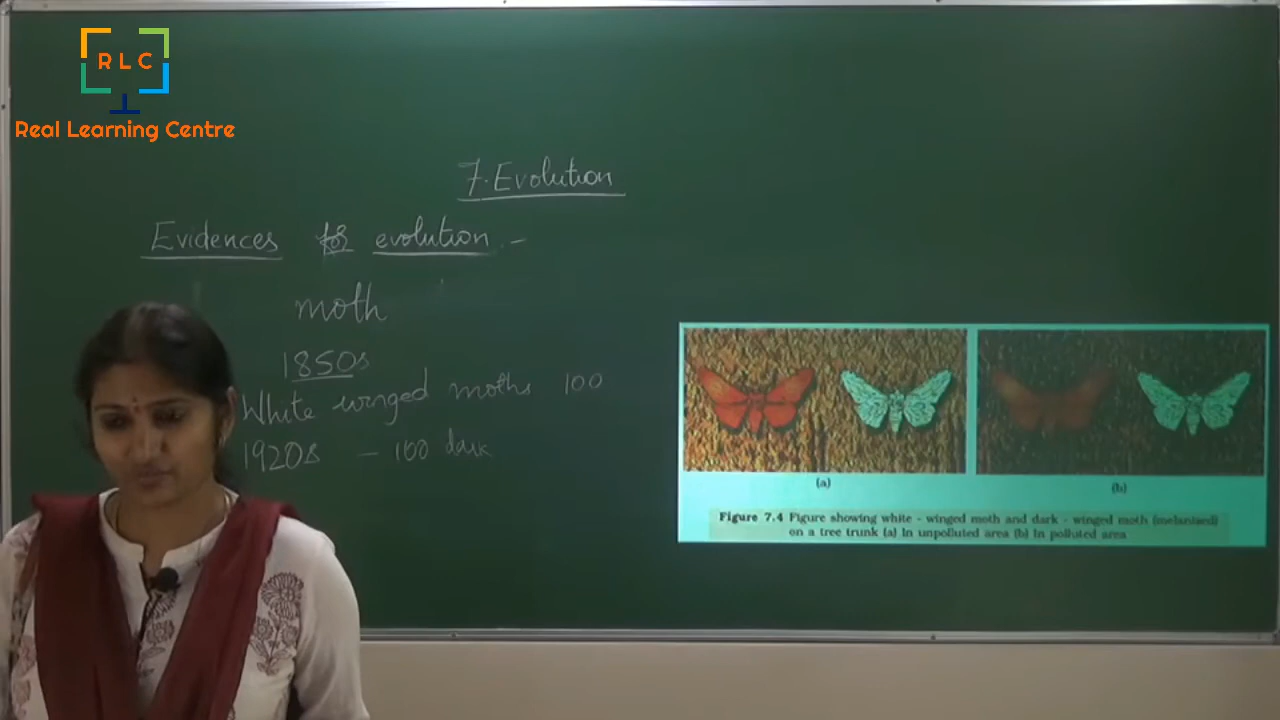 R L C
Real Learning Centre
7. Evolution
Evidences for evolution -
moth
1850s
White winged moths 100
1920s - 100 dark
(a)
(b)
Figure 7.4 Figure showing white - winged moth and dark - winged moth (melanised)
on a tree trunk (a) In unpolluted area (b) In polluted area